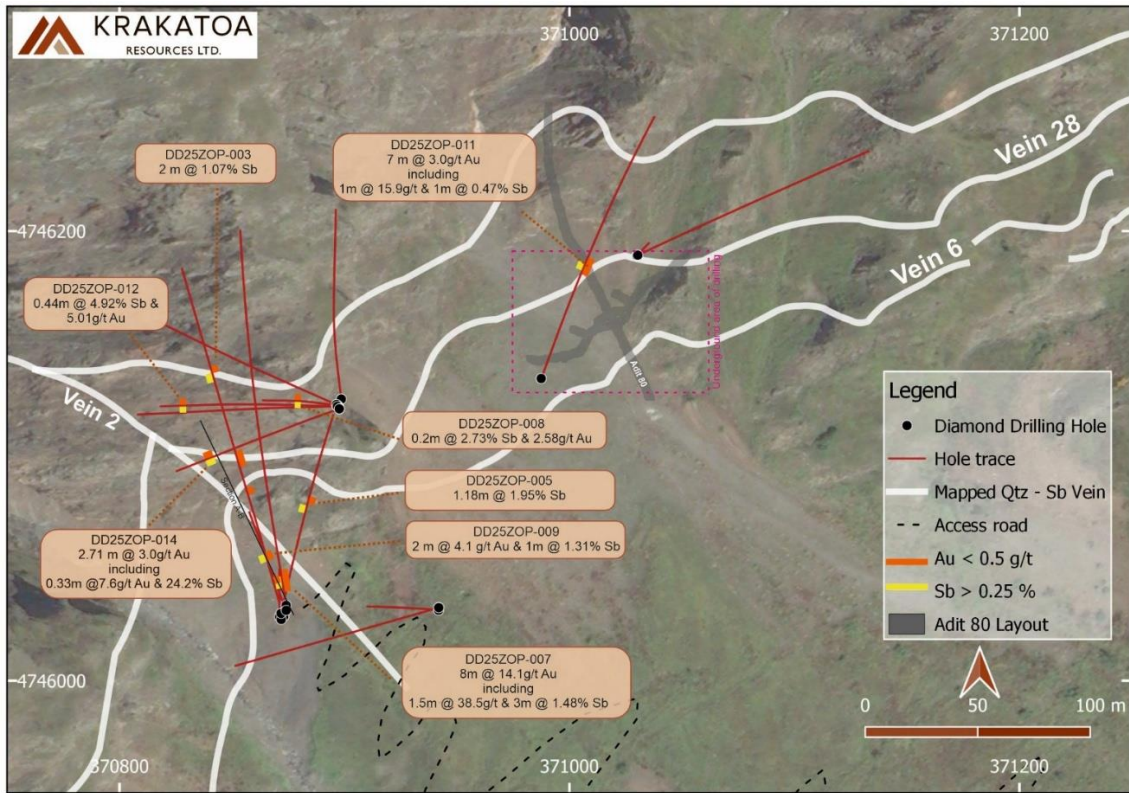 KRAKATOA
RESOURCES LTD.
371000
371200
DD25ZOP-003
2 m @ 1.07% Sb
DD25ZOP-011
7 m @ 3.0g/t Au
including
1m @ 15.9g/t & 1m @ 0.47% Sb
Vein 28
4746200
Vein 6
DD25ZOP-012
0.44m @ 4.92% Sb &
5.01g/t Au
Underground area of drilling
Adit 80
Vein 2
DD25ZOP-008
0.2m @ 2.73% Sb & 2.58g/t Au
DD25ZOP-005
1.18m @ 1.95% Sb
DD25ZOP-009
2 m @ 4.1 g/t Au & 1m @ 1.31% Sb
DD25ZOP-014
2.71 m @ 3.0g/t Au
including
0.33m @7.6g/t Au & 24.2% Sb
DD25ZOP-007
8m @ 14.1g/t Au
including
1.5m @ 38.5g/t & 3m @ 1.48% Sb
4746000
Legend
Diamond Drilling Hole
Hole trace
Mapped Qtz - Sb Vein
Access road
Au < 0.5 g/t
Sb > 0.25 %
Adit 80 Layout
0 50 100 m
370800
371000
371200